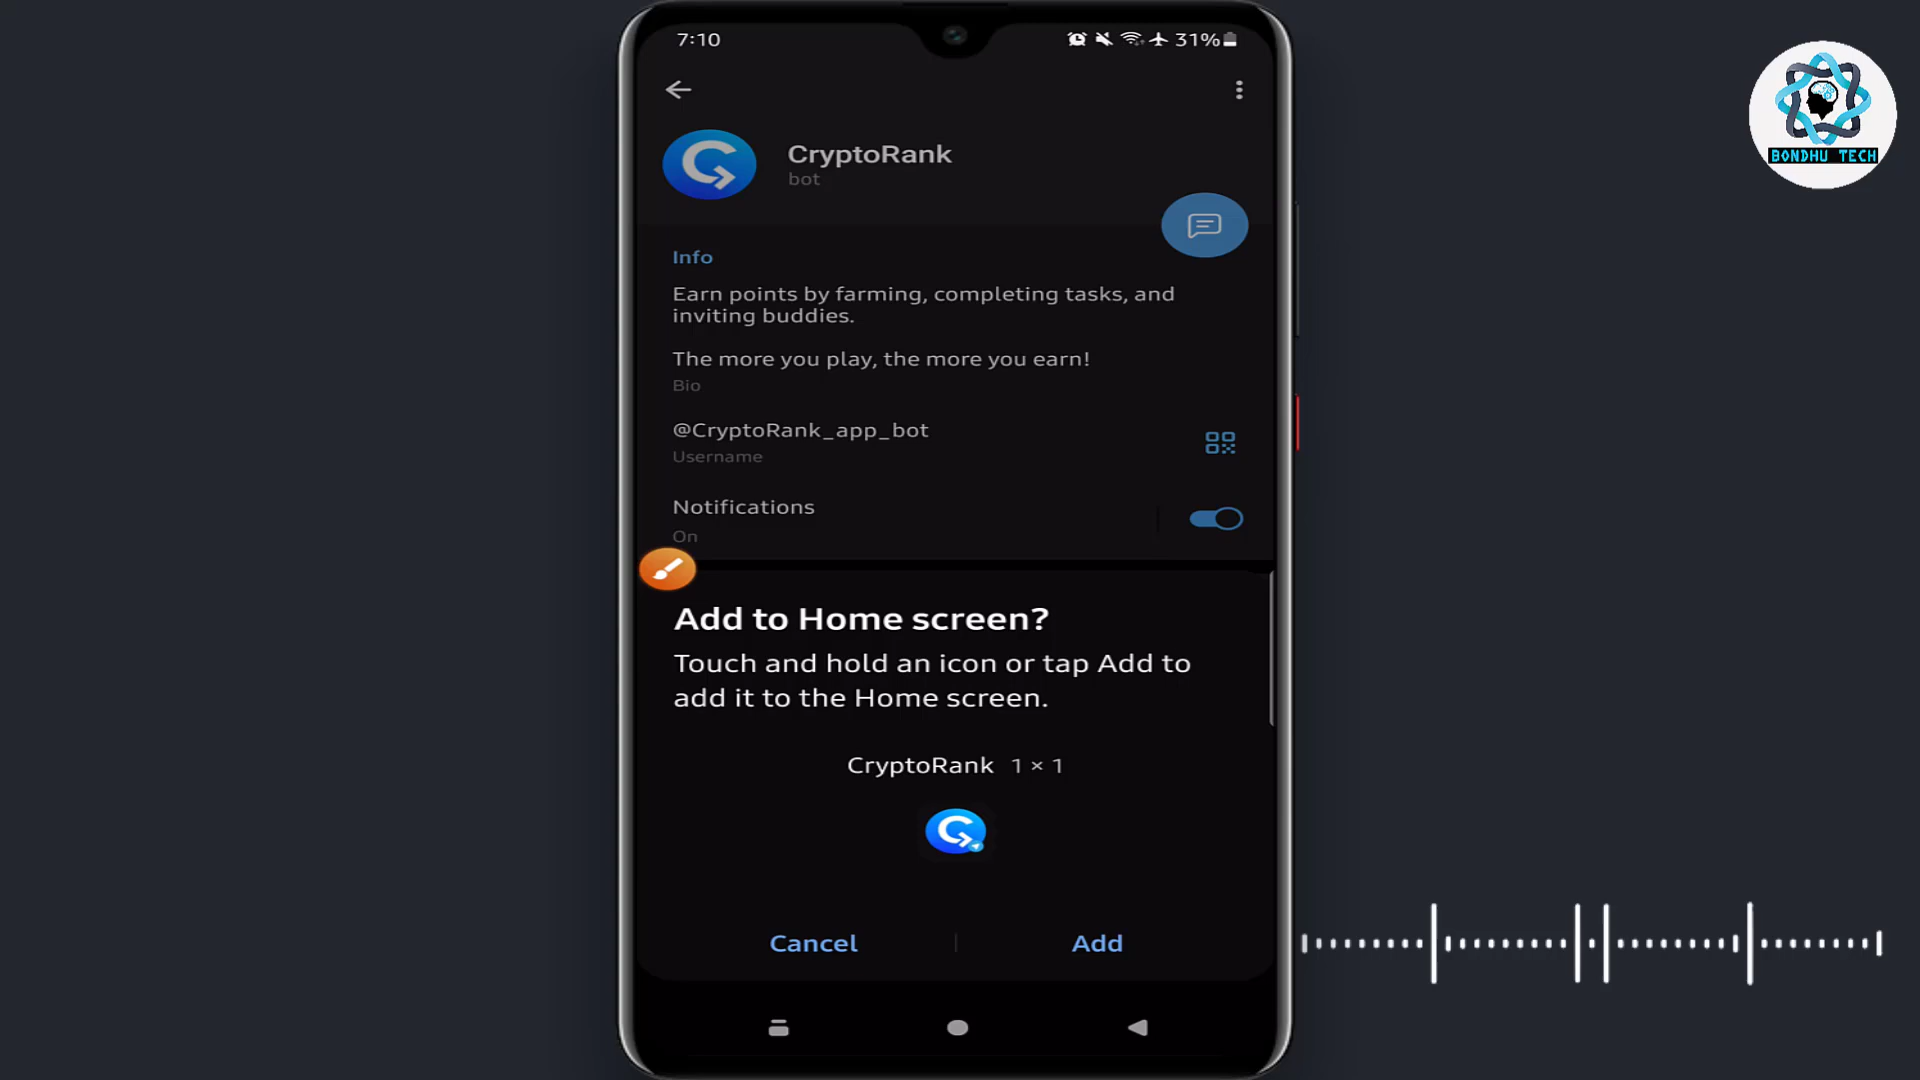 7:10
31%
BONDHU TECH
CryptoRank
bot
Info
Earn points by farming, completing tasks, and
inviting buddies.
The more you play, the more you earn!
Bio
@CryptoRank_app_bot
Username
Notifications
On
Add to Home screen?
Touch and hold an icon or tap Add to
add it to the Home screen.
CryptoRank 1 × 1
Cancel
Add